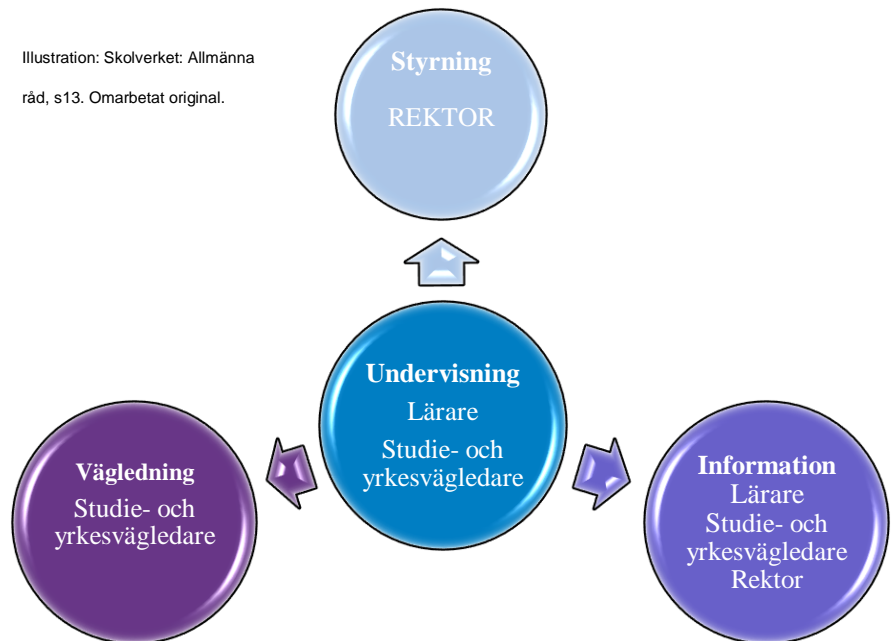 Illustration: Skolverket: Allmänna
råd, s13. Omarbetat original.
Styrning
REKTOR
Undervisning
Lärare
Studie- och
yrkesvägledare
Vägledning
Studie- och
yrkesvägledare
Information
Lärare
Studie- och
yrkesvägledare
Rektor